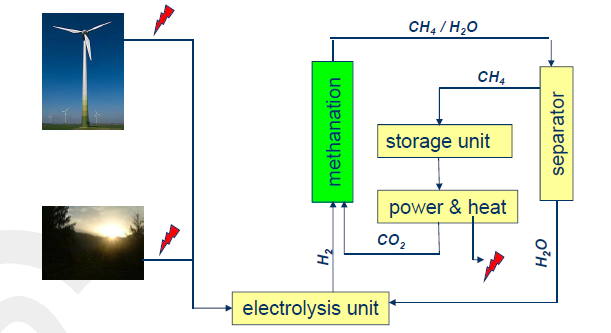 CH4 / H2O
CH4
methanation
separator
storage unit
power & heat
CO2
H2
H2O
electrolysis unit